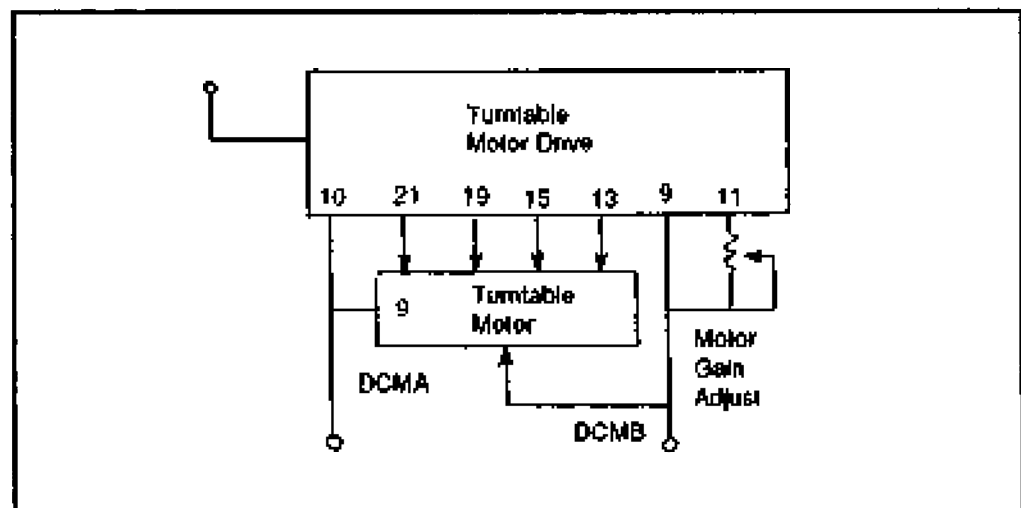 Turntable
Motor Drive
10 21 19 15 13 9 11
9
Turntable
Motor
Motor
Gain
Adjust
DCMA
DCMB